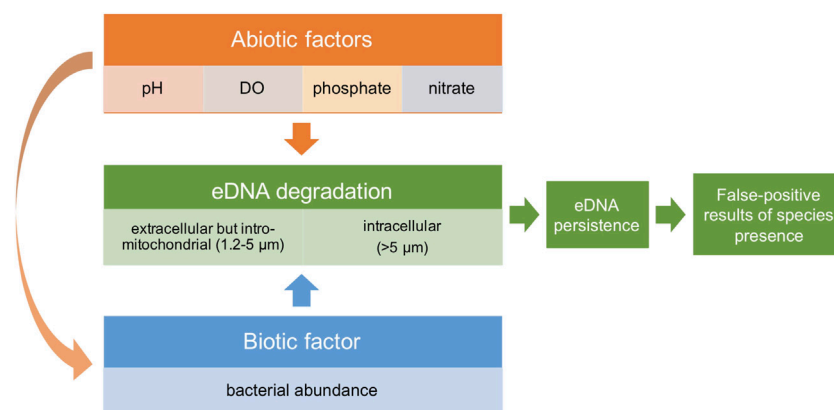 Abiotic factors
pH
DO
phosphate
nitrate
eDNA degradation
extracellular but intro-
mitochondrial (1.2-5 μm)
intracellular
(>5 μm)
eDNA
persistence
False-positive
results of species
presence
Biotic factor
bacterial abundance